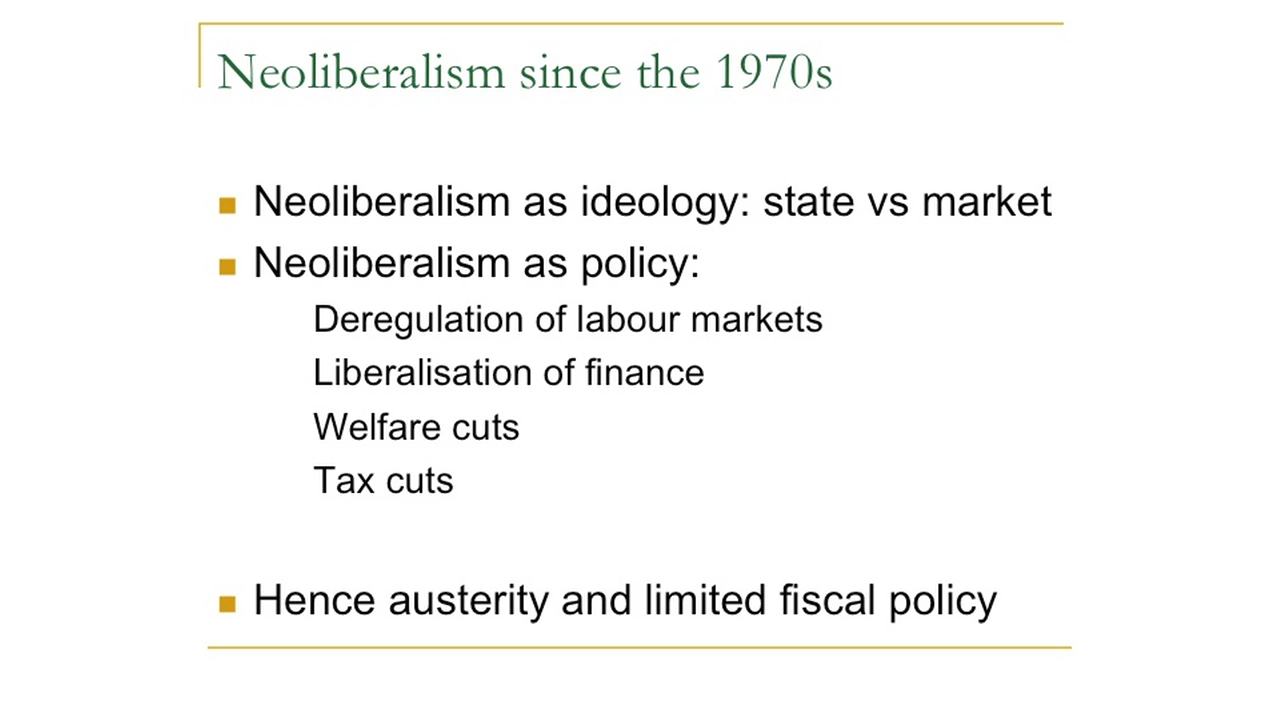 Neoliberalism since the 1970s
Neoliberalism as ideology: state vs market
Neoliberalism as policy:
Deregulation of labour markets
Liberalisation of finance
Welfare cuts
Tax cuts
Hence austerity and limited fiscal policy